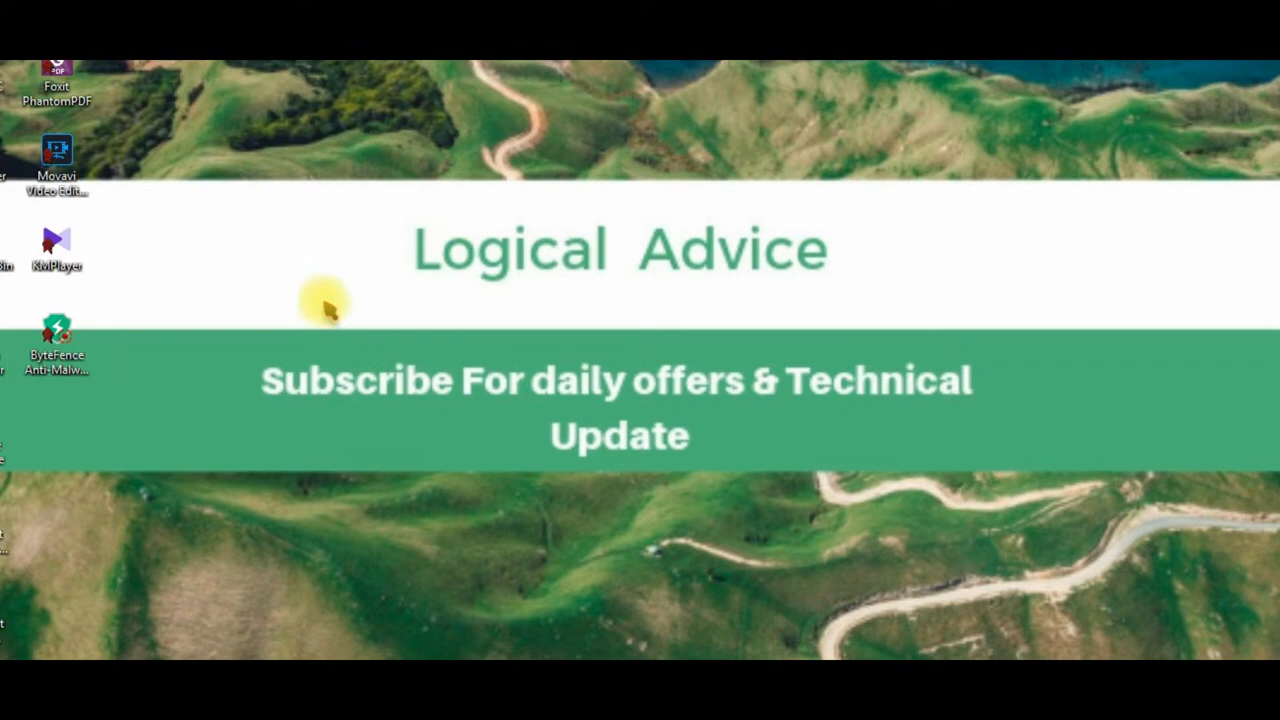 Foxit
PhantomPDF
Movavi
Video Edit...
KMPlayer
ByteFence
Anti-Malw...
Logical Advice
Subscribe For daily offers & Technical
Update